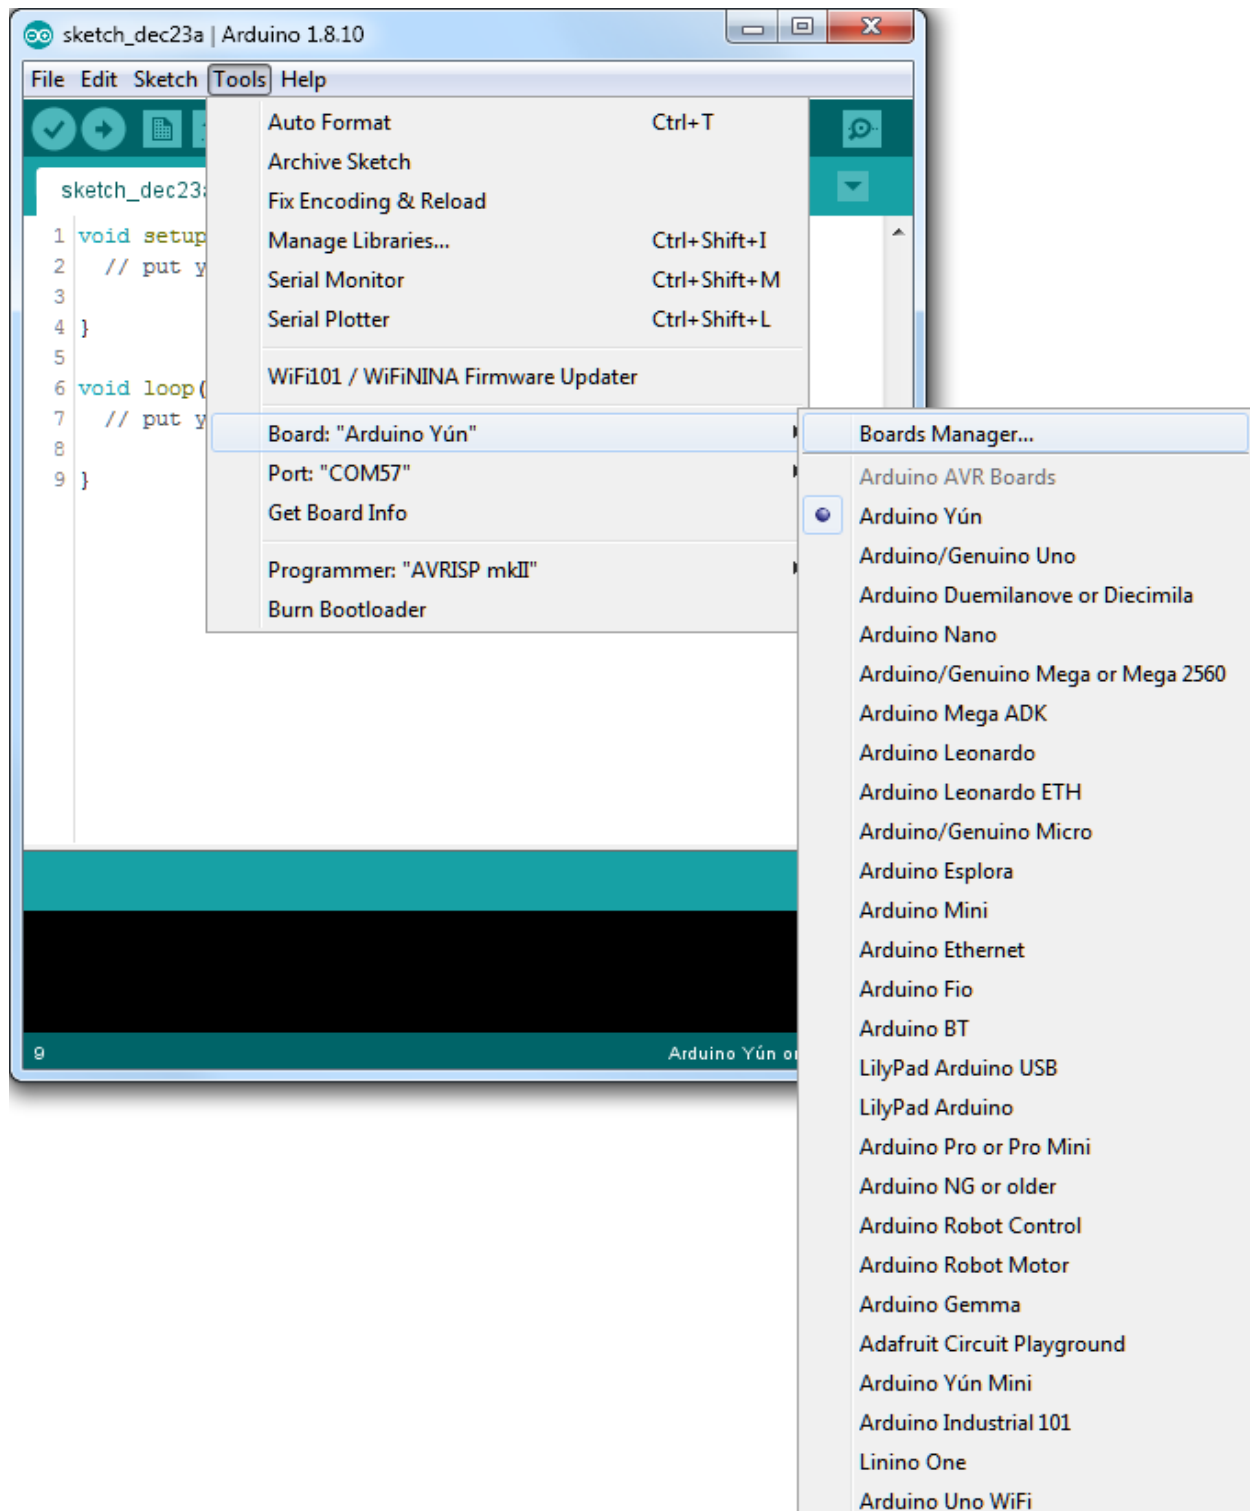 sketch_dec23a | Arduino 1.8.10
File Edit Sketch Tools Help
Auto Format Ctrl+T
Archive Sketch
Fix Encoding & Reload
Manage Libraries... Ctrl+Shift+I
Serial Monitor Ctrl+Shift+M
Serial Plotter Ctrl+Shift+L
WiFi101 / WiFiNINA Firmware Updater
Board: "Arduino Yún"
Port: "COM57"
Get Board Info
Programmer: "AVRISP mkII"
Burn Bootloader
sketch_dec23a
1 void setup
2 // put y
3
4 }
5
6 void loop(
7 // put y
8
9 }
Boards Manager...
Arduino AVR Boards
Arduino Yún
Arduino/Genuino Uno
Arduino Duemilanove or Diecimila
Arduino Nano
Arduino/Genuino Mega or Mega 2560
Arduino Mega ADK
Arduino Leonardo
Arduino Leonardo ETH
Arduino/Genuino Micro
Arduino Esplora
Arduino Mini
Arduino Ethernet
Arduino Fio
Arduino BT
LilyPad Arduino USB
LilyPad Arduino
Arduino Pro or Pro Mini
Arduino NG or older
Arduino Robot Control
Arduino Robot Motor
Arduino Gemma
Adafruit Circuit Playground
Arduino Yún Mini
Arduino Industrial 101
Linino One
Arduino Uno WiFi
9 Arduino Yún on